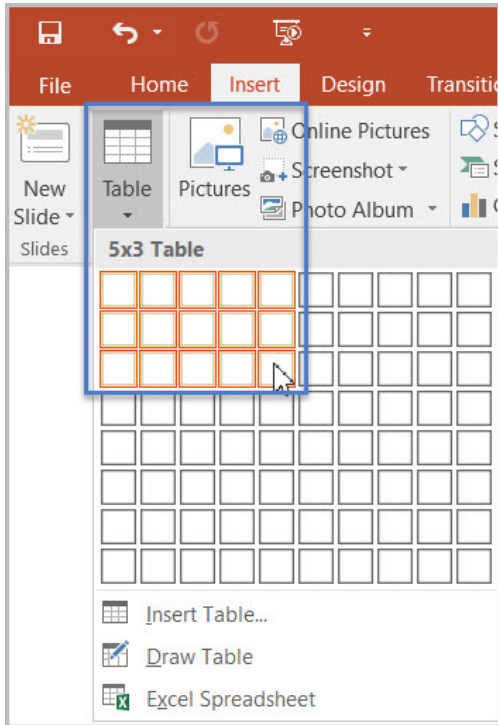 File Home Insert Design Transitic
New Slide
Table
Pictures
Online Pictures
Screenshot
Photo Album
Slides
5x3 Table
Insert Table...
Draw Table
Excel Spreadsheet